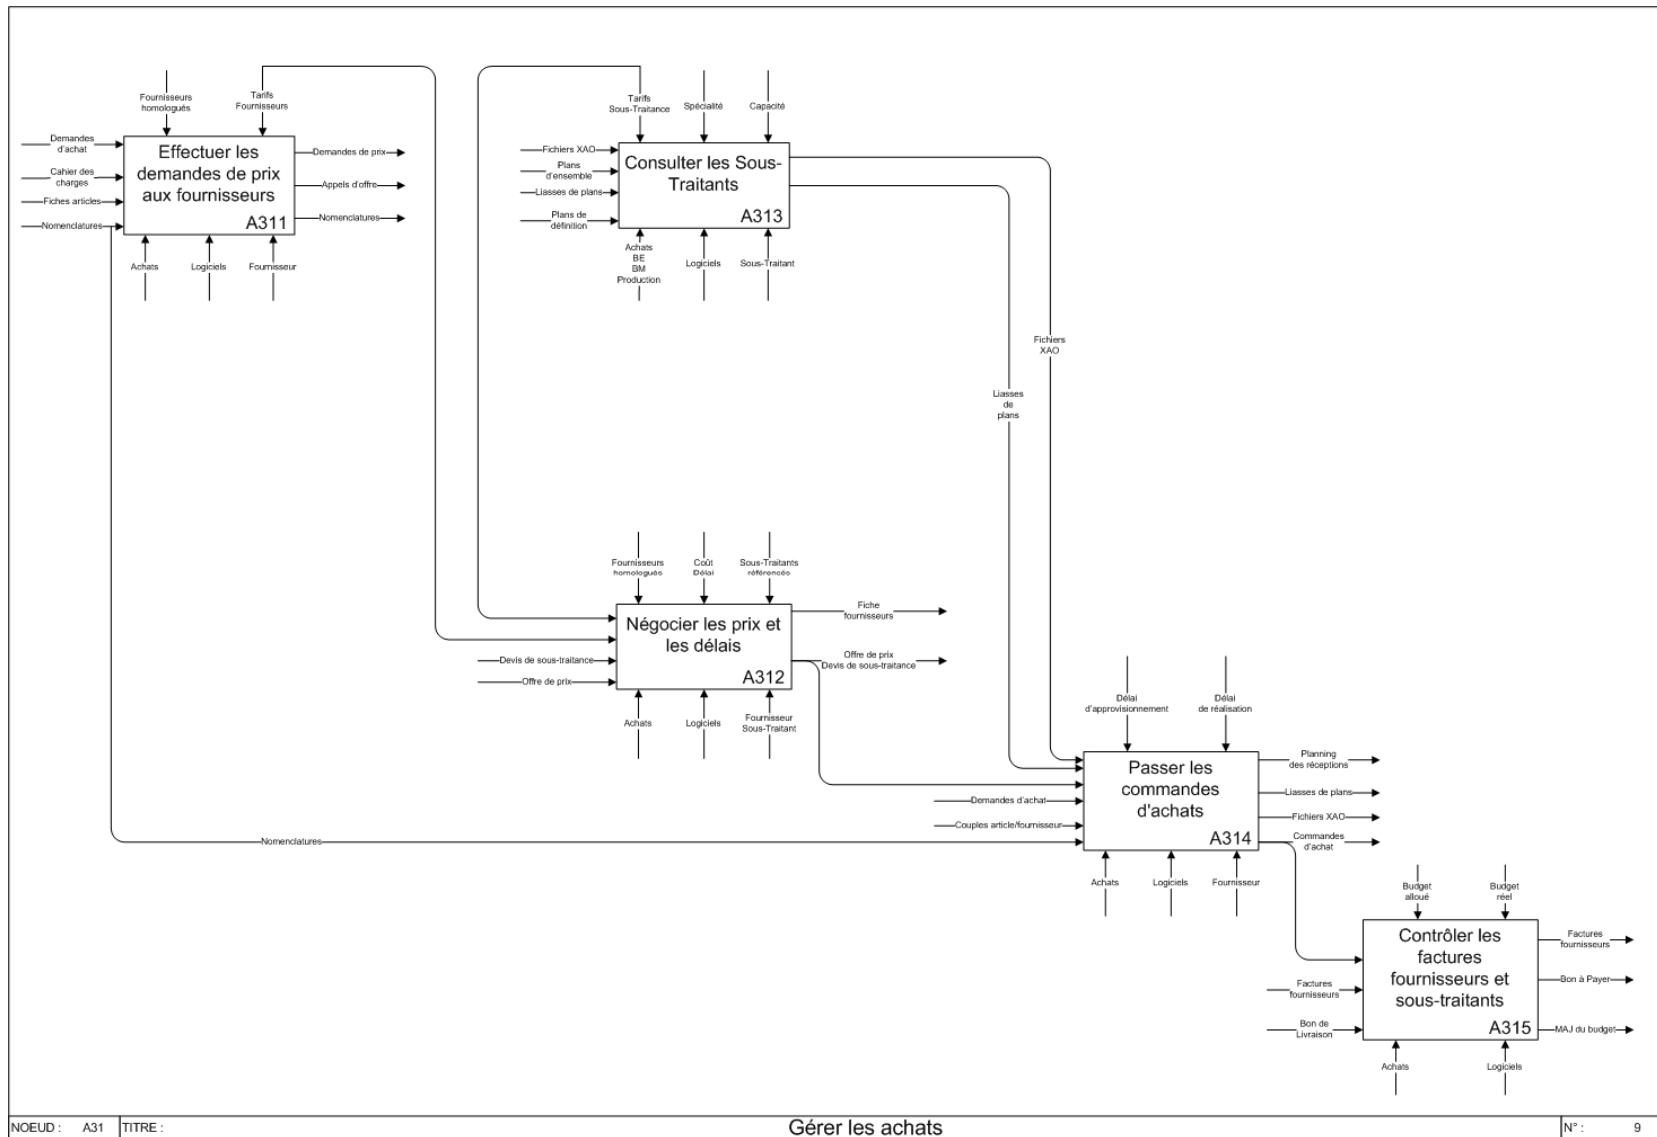 Fournisseurs
homologués
Tarifs
Fournisseurs
Demandes
d'achat
Cahier des
charges
Fiches articles
Nomenclatures
Effectuer les
demandes de prix
aux fournisseurs
A311
Demandes de prix
Appels d'offre
Nomenclatures
Achats
Logiciels
Fournisseur
Tarifs
Sous-Traitance
Spécialité
Capacité
Fichiers XAO
Plans
d'ensemble
Liasses de plans
Plans de
définition
Consulter les Sous-
Traitants
A313
Achats
BE
BM
Production
Logiciels
Sous-Traitant
Fichiers
XAO
Liasses
de
plans
Fournisseurs
homologués
Coût
Délai
Sous-Traitants
référencés
Négocier les prix et
les délais
A312
Devis de sous-traitance
Offre de prix
Fiche
fournisseurs
Offre de prix
Devis de sous-traitance
Achats
Logiciels
Fournisseur
Sous-Traitant
Délai
d'approvisionnement
Délai
de réalisation
Demandes d'achat
Couples article/fournisseur
Nomenclatures
Passer les
commandes
d'achats
A314
Planning
des réceptions
Liasses de plans
Fichiers XAO
Commandes
d'achat
Achats
Logiciels
Fournisseur
Budget
alloué
Budget
réel
Factures
fournisseurs
Bon de
Livraison
Contrôler les
factures
fournisseurs et
sous-traitants
A315
Factures
fournisseurs
Bon à Payer
MAJ du budget
Achats
Logiciels
NOEUD : A31
TITRE :
Gérer les achats
N° : 9